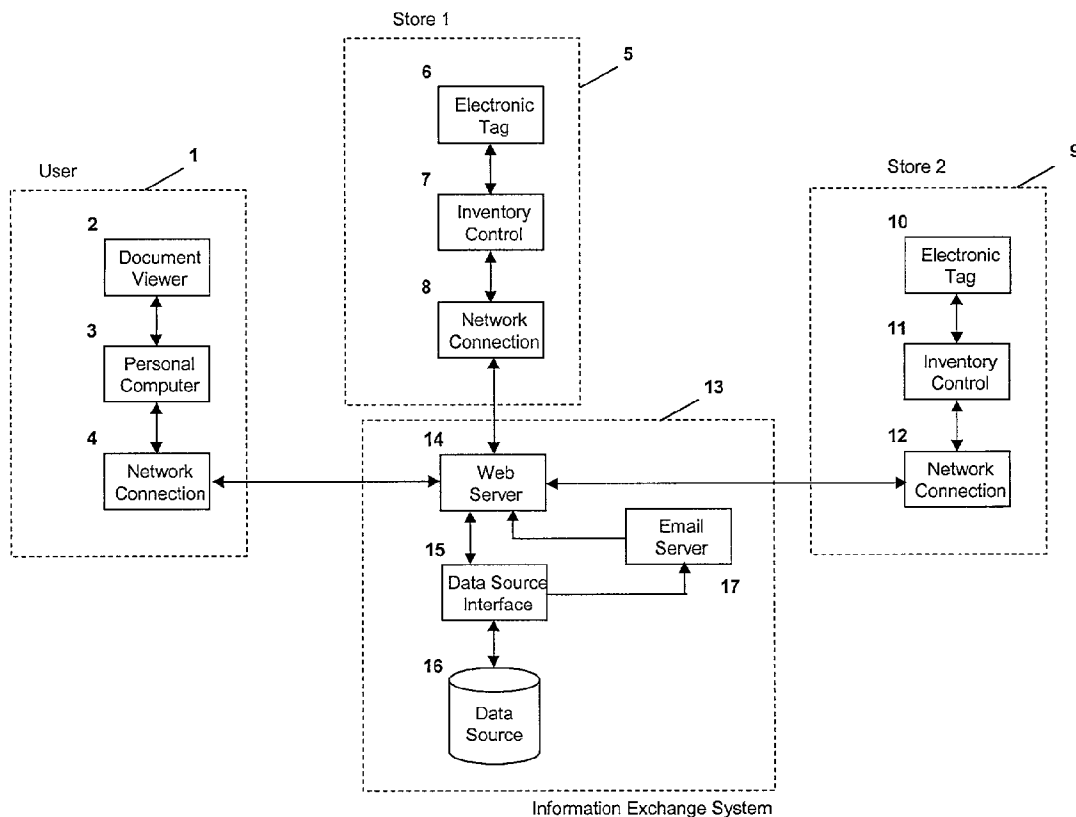 Store 1
5
6
Electronic
Tag
7
Inventory
Control
8
Network
Connection
User
1
2
Document
Viewer
3
Personal
Computer
4
Network
Connection
Store 2
9
10
Electronic
Tag
11
Inventory
Control
12
Network
Connection
13
14
Web
Server
Email
Server
17
15
Data Source
Interface
16
Data
Source
Information Exchange System